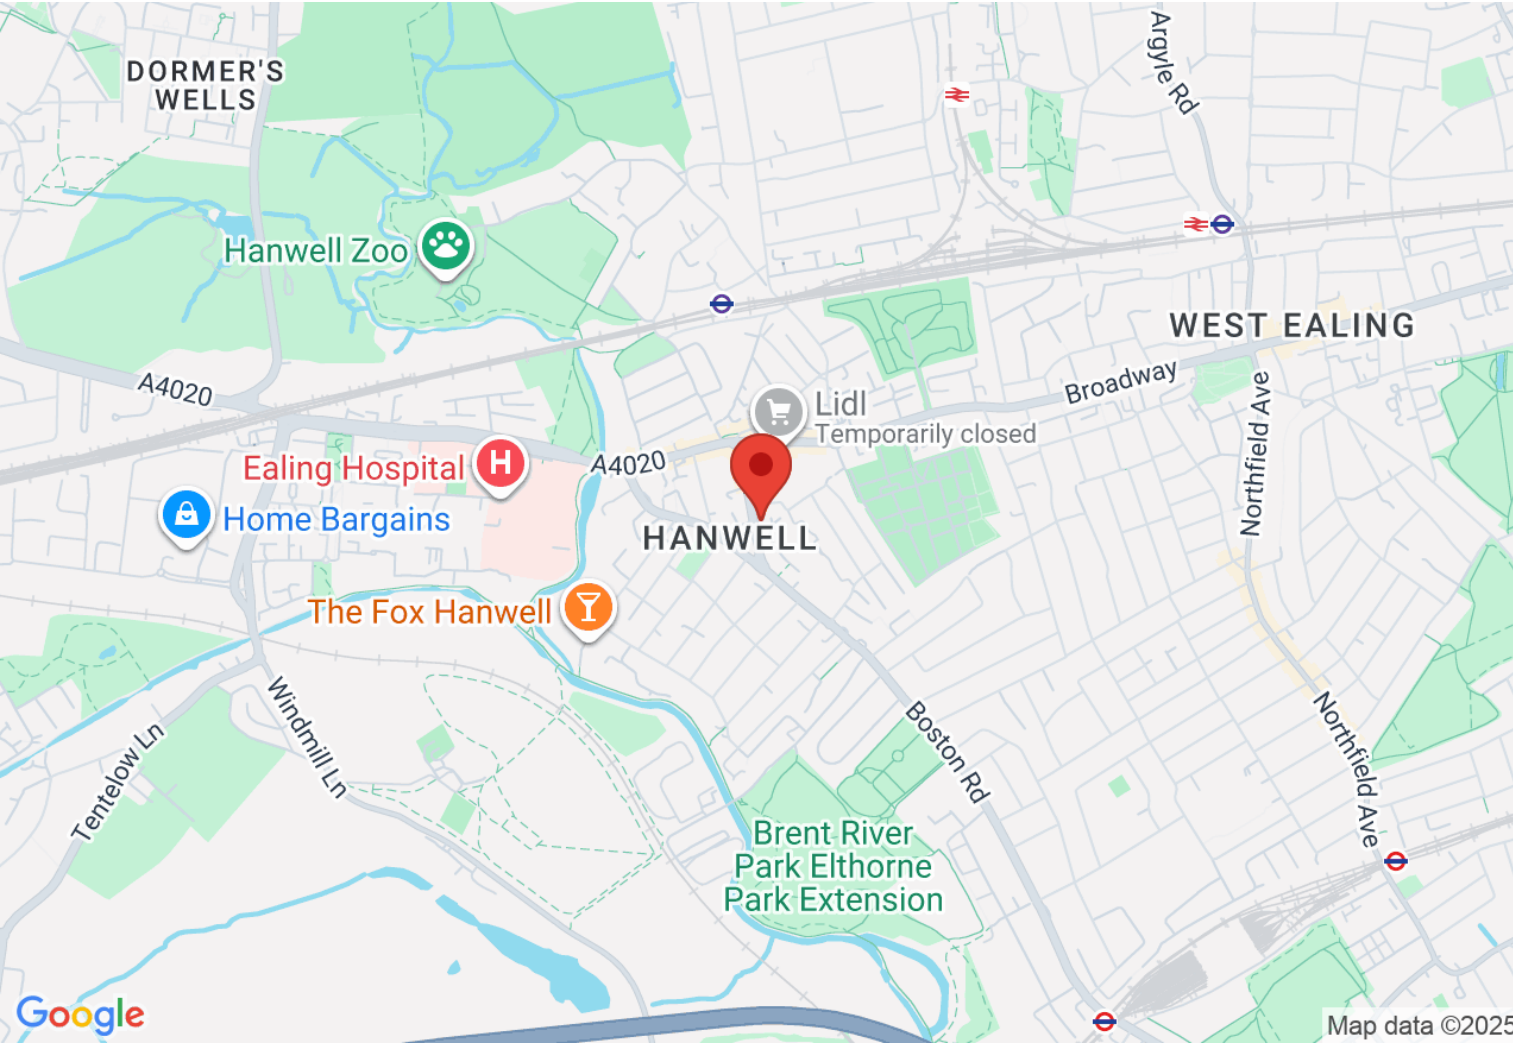 Argyle Rd
DORMER'S
WELLS
Hanwell Zoo
WEST EALING
A4020
Broadway
Lidl
Temporarily closed
Northfield Ave
A4020
Ealing Hospital
H
Home Bargains
HANWELL
The Fox Hanwell
Windmill Ln
Tentelow Ln
Boston Rd
Northfield Ave
Brent River
Park Elthorne
Park Extension
Google
Map data ©2025